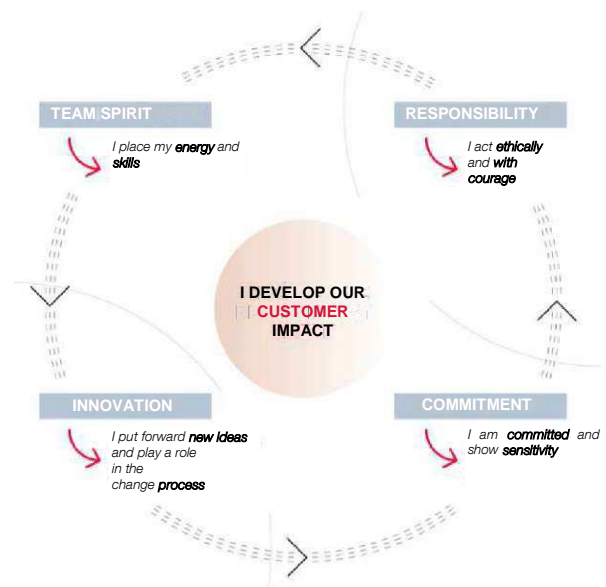 TEAM SPIRIT
I place my energy and
skills
RESPONSIBILITY
I act ethically
and with
courage
I DEVELOP OUR
CUSTOMER
IMPACT
INNOVATION
I put forward new ideas
and play a role
in the
change process
COMMITMENT
I am committed and
show sensitivity